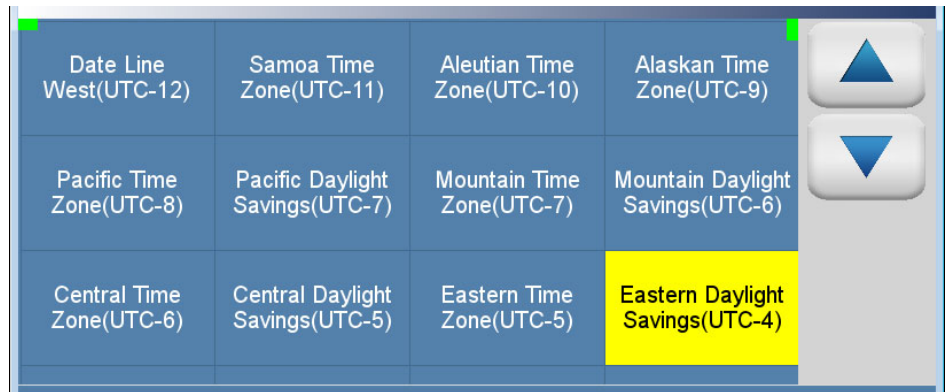 Date Line
West(UTC-12)
Samoa Time
Zone(UTC-11)
Aleutian Time
Zone(UTC-10)
Alaskan Time
Zone(UTC-9)
Pacific Time
Zone(UTC-8)
Pacific Daylight
Savings(UTC-7)
Mountain Time
Zone(UTC-7)
Mountain Daylight
Savings(UTC-6)
Central Time
Zone(UTC-6)
Central Daylight
Savings(UTC-5)
Eastern Time
Zone(UTC-5)
Eastern Daylight
Savings(UTC-4)